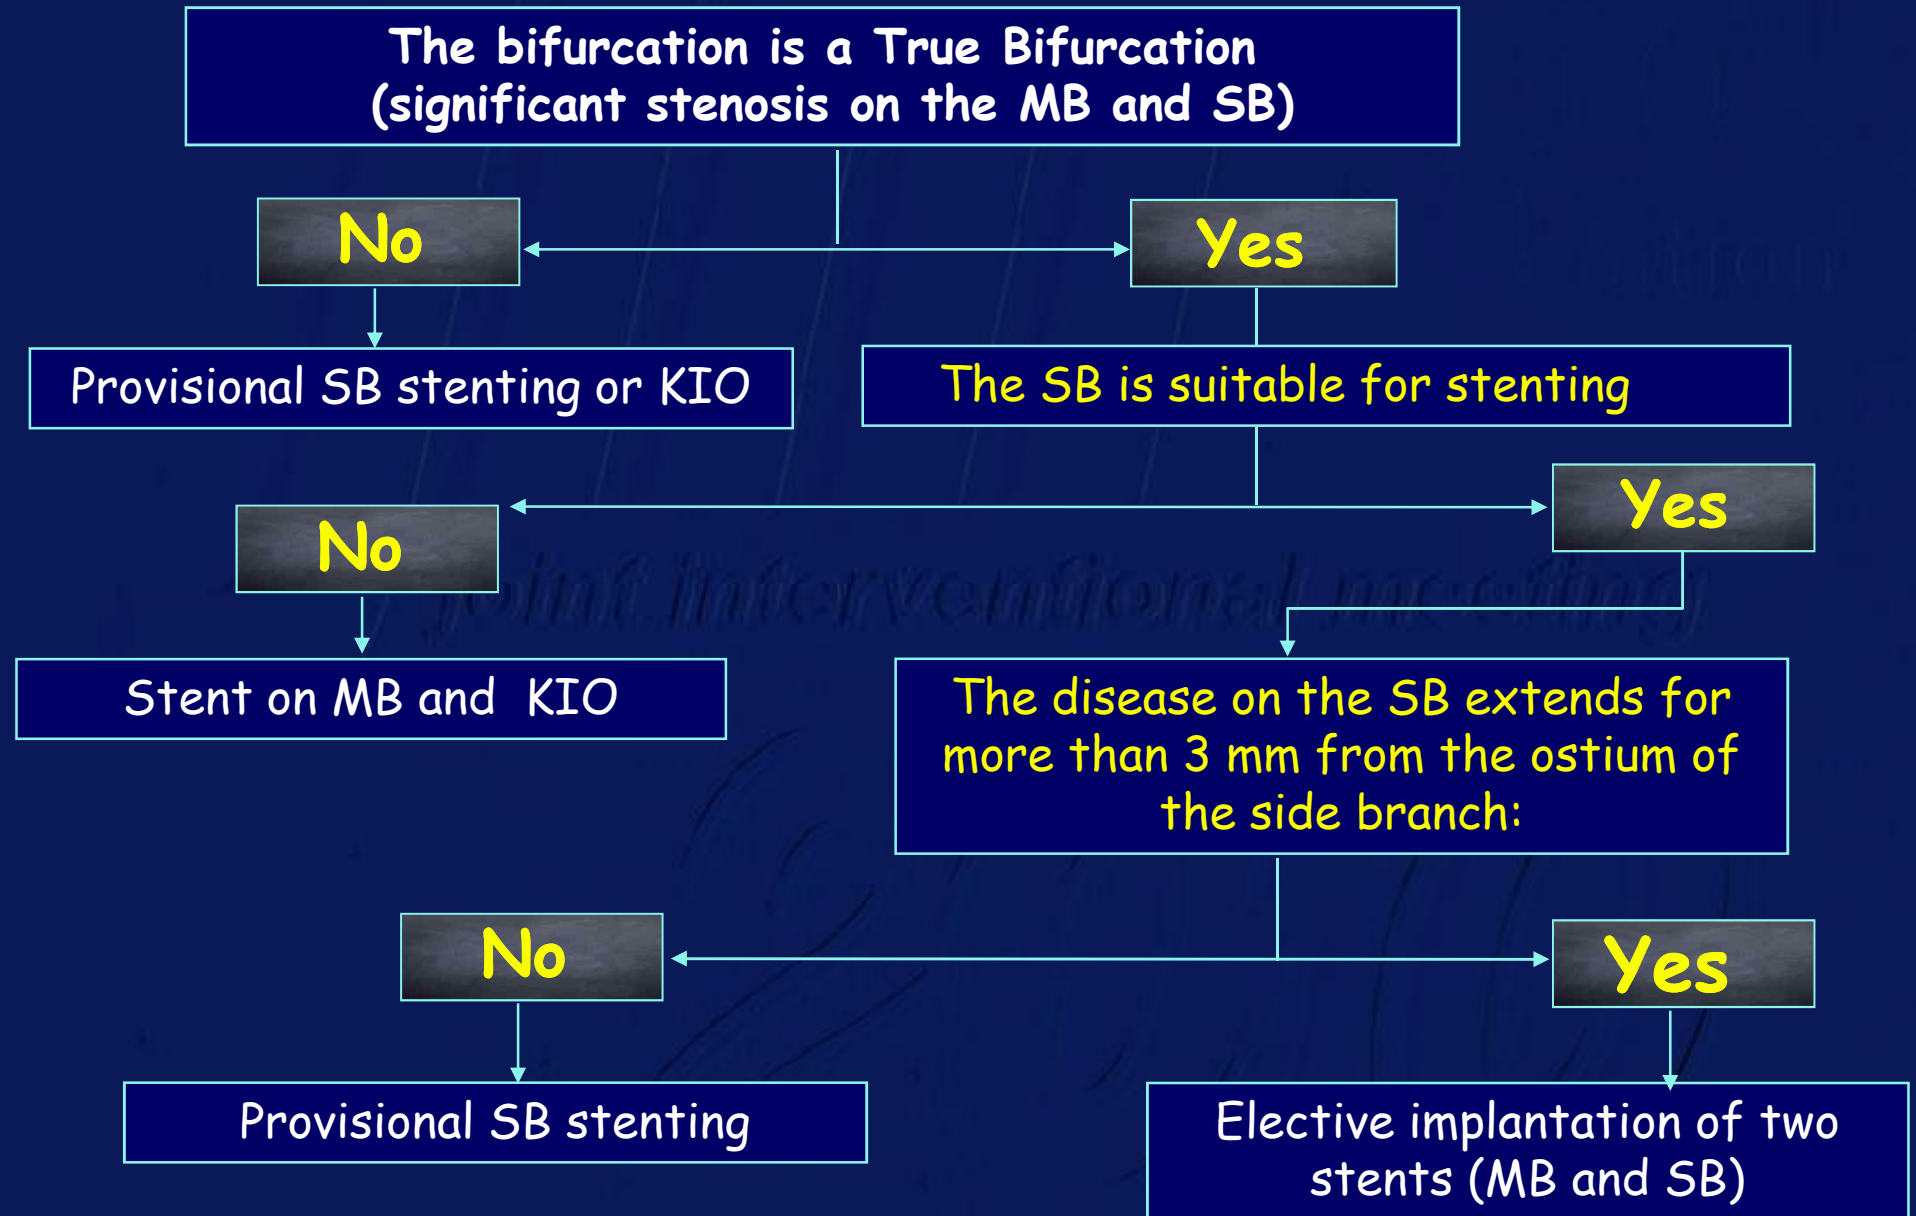 The bifurcation is a True Bifurcation
(significant stenosis on the MB and SB)
No
Yes
Provisional SB stenting or KIO
The SB is suitable for stenting
Yes
No
Stent on MB and KIO
The disease on the SB extends for
more than 3 mm from the ostium of
the side branch:
No
Yes
Provisional SB stenting
Elective implantation of two
stents (MB and SB)